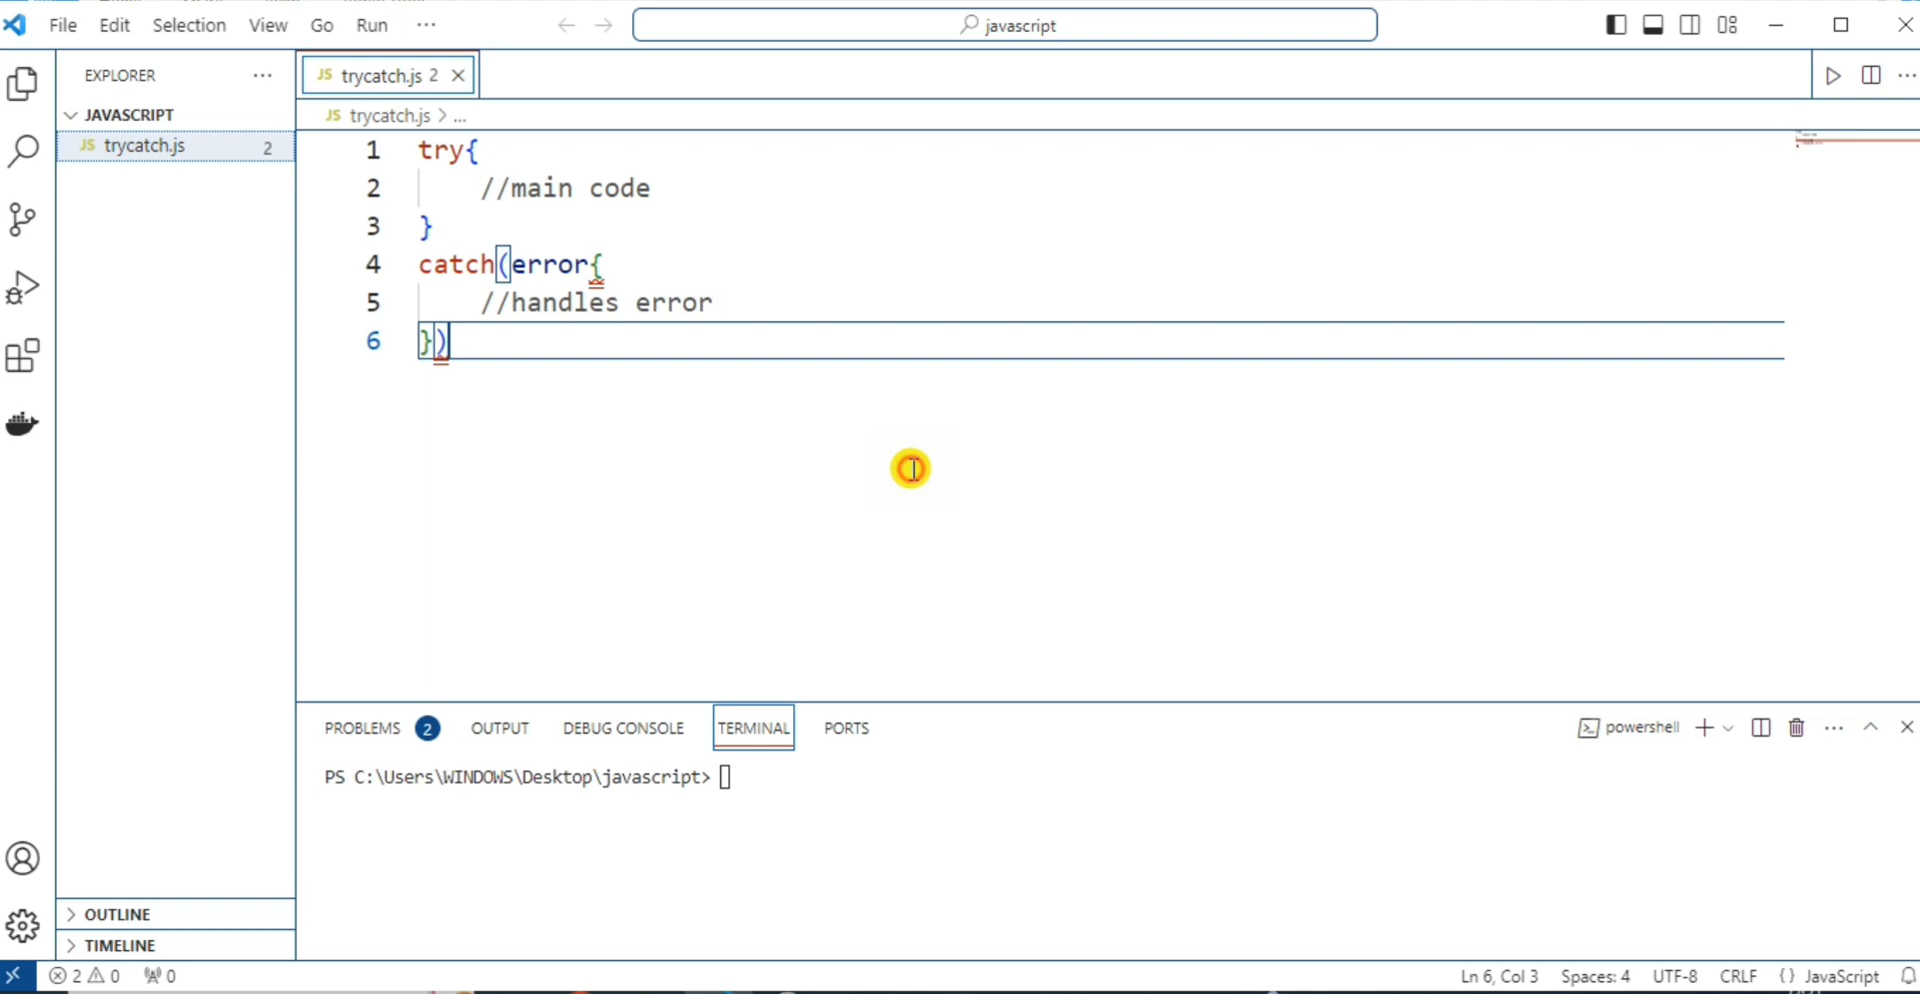 File Edit Selection View Go Run ··· javascript
EXPLORER ···
JAVASCRIPT
JS trycatch.js 2
JS trycatch.js 2
JS trycatch.js > ...
1 try{
2 //main code
3 }
4 catch(error{
5 //handles error
6 })
PROBLEMS 2 OUTPUT DEBUG CONSOLE TERMINAL PORTS powershell
PS C:\Users\WINDOWS\Desktop\javascript>
OUTLINE
TIMELINE
2 0 0 Ln 6, Col 3 Spaces: 4 UTF-8 CRLF {} JavaScript